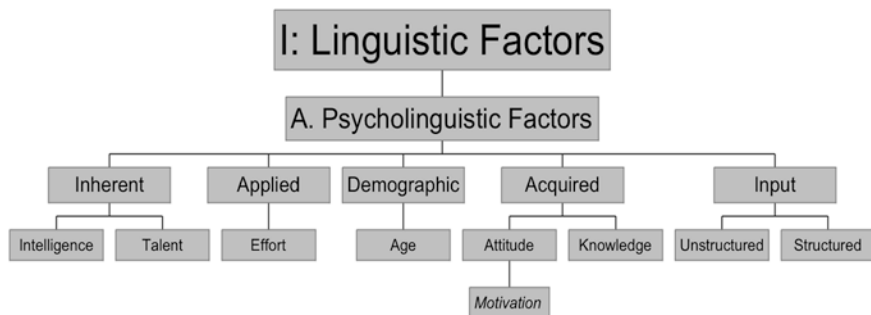 I: Linguistic Factors
A. Psycholinguistic Factors
Inherent Applied Demographic Acquired Input
Intelligence Talent Effort Age Attitude Knowledge Unstructured Structured
Motivation